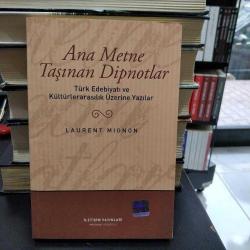 Ana Metne
Taşınan Dipnotlar
Türk Edebiyatı ve
Kültürlerarasılık Üzerine Yazılar
LAURENT MIGNON
İLETİŞİM YAYINLARI